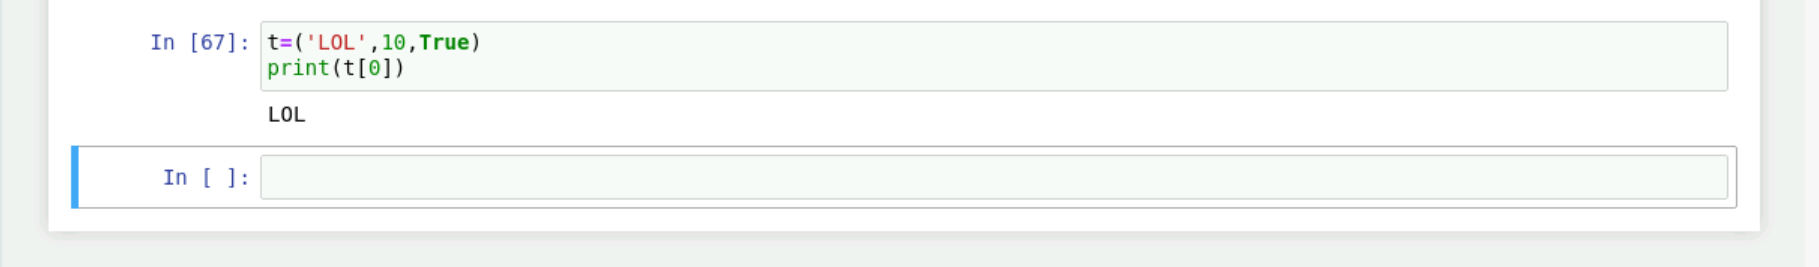 In [67]: t=('LOL',10,True)
print(t[0])
LOL
In [ ]: